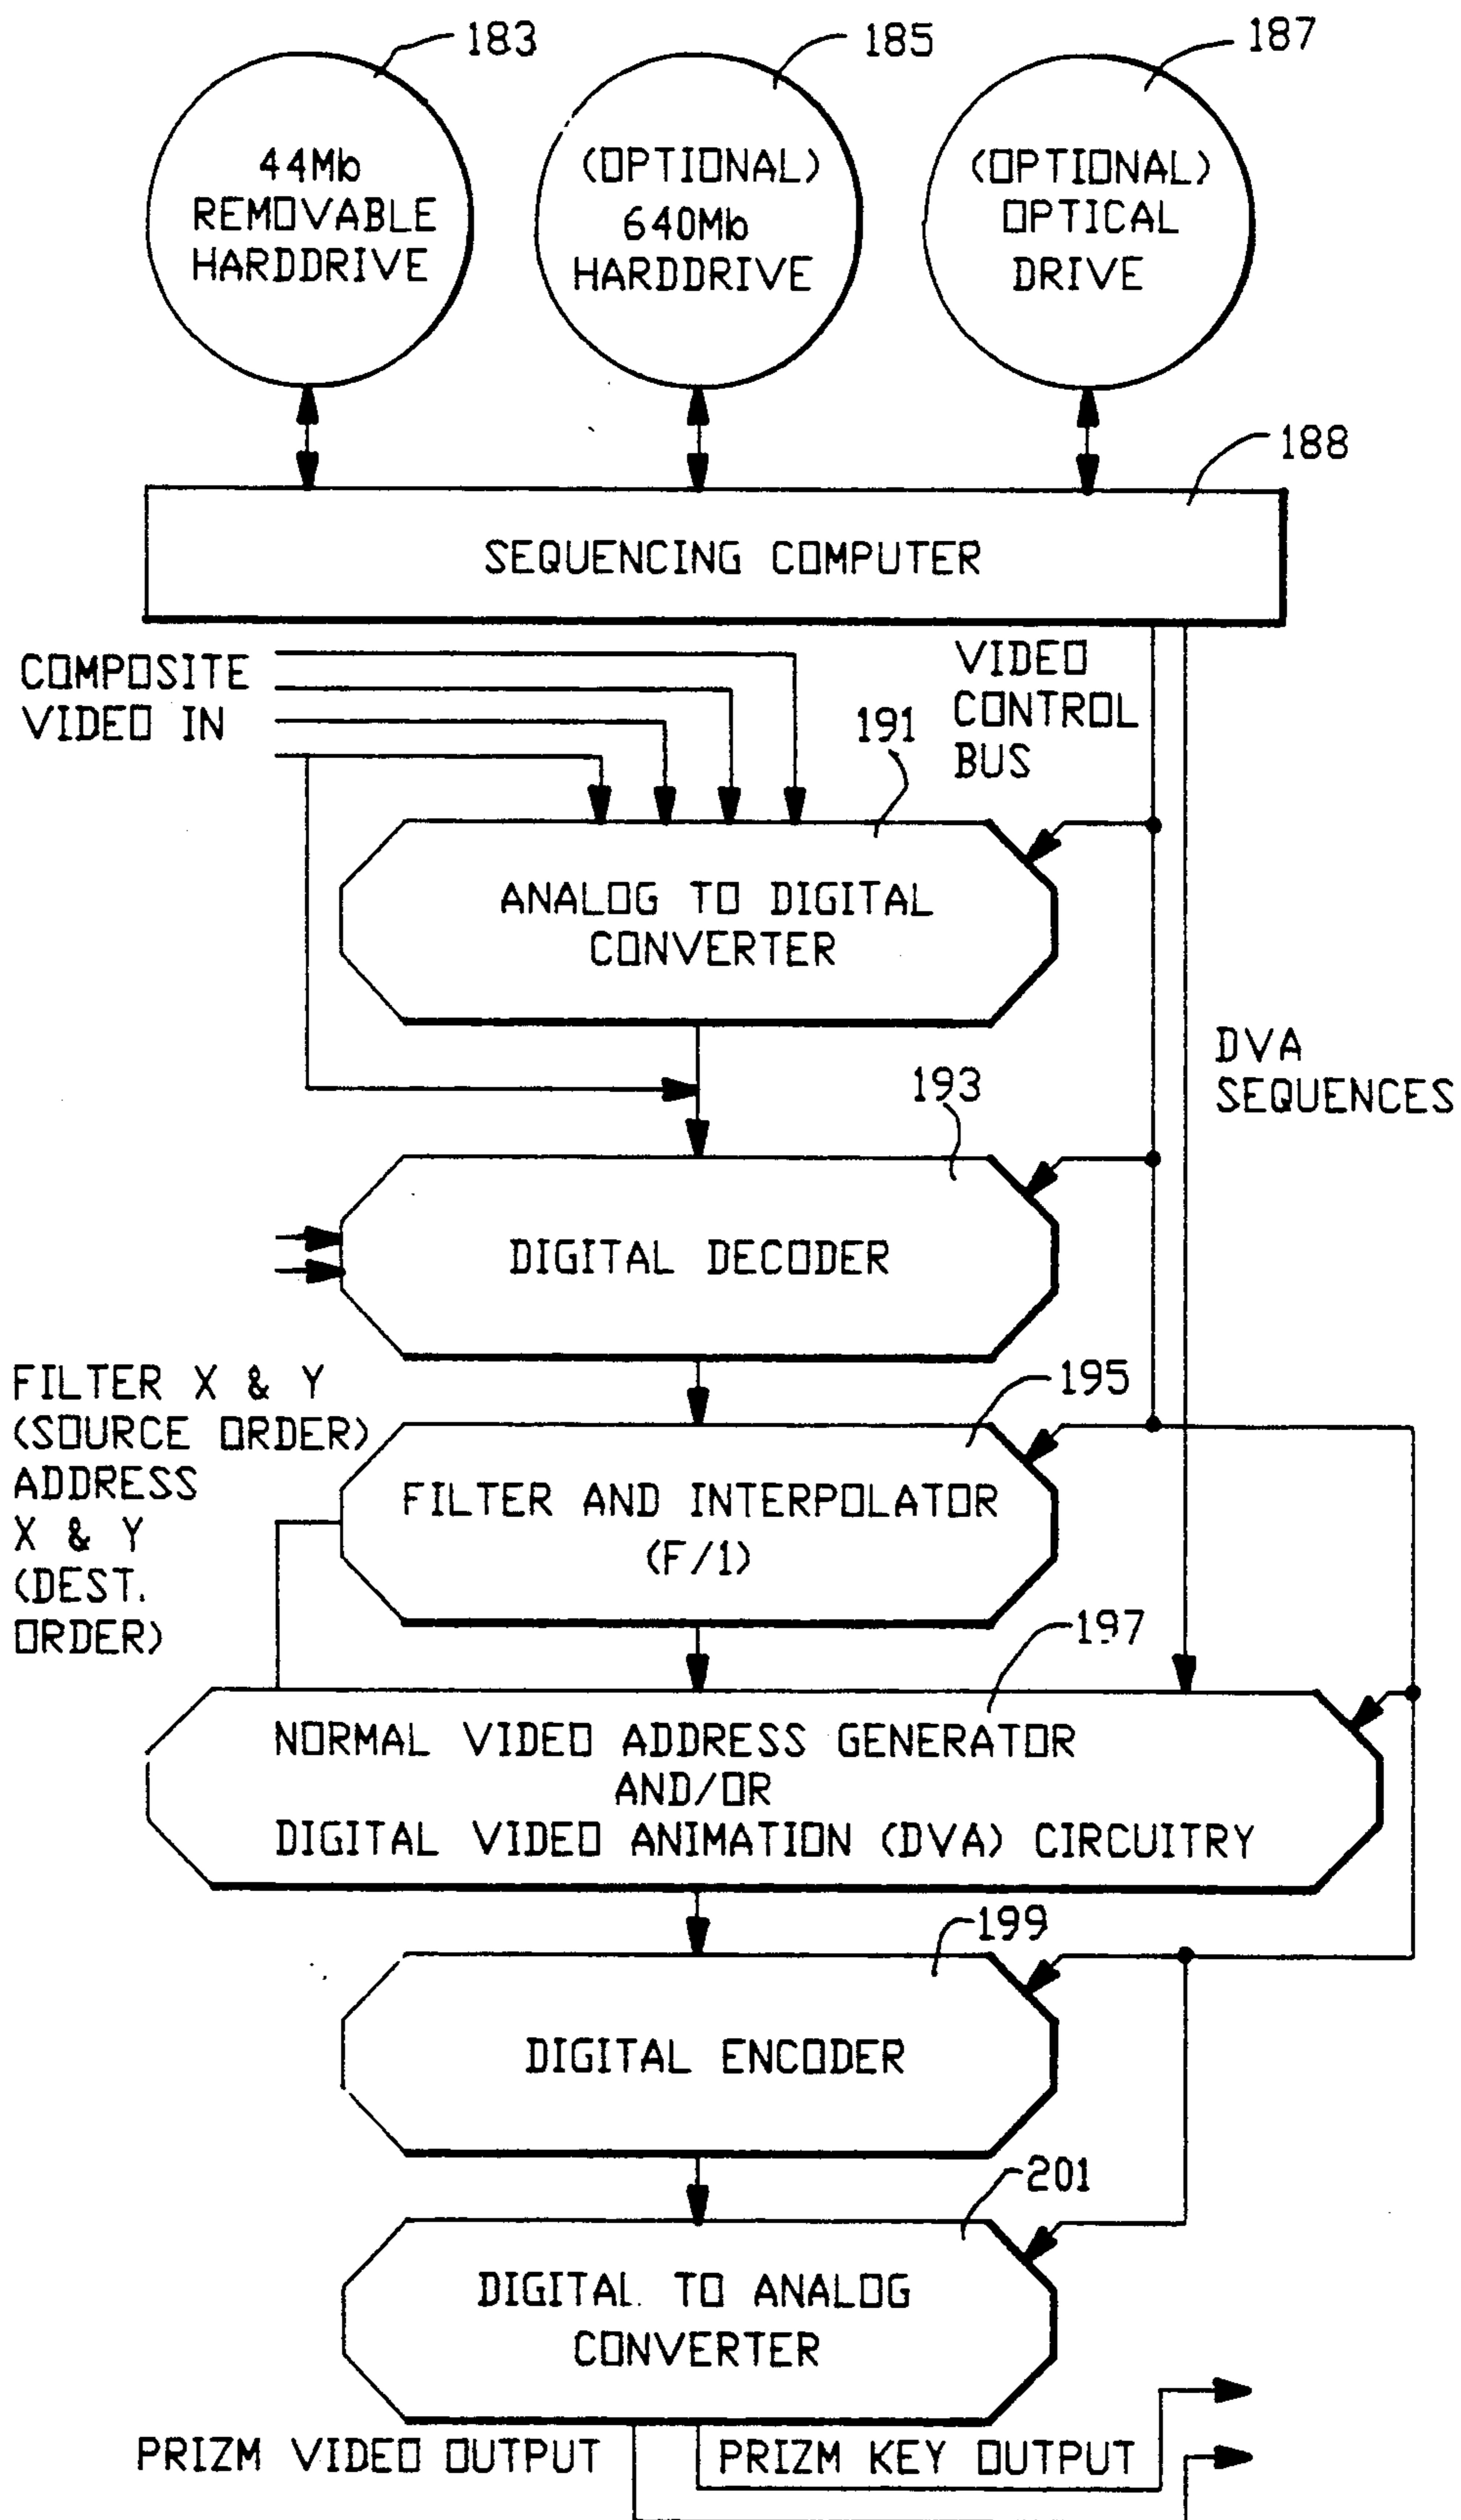 183
185
187
44Mb
REMOVABLE
HARDDRIVE
(OPTIONAL)
640Mb
HARDDRIVE
(OPTIONAL)
OPTICAL
DRIVE
188
SEQUENCING COMPUTER
COMPOSITE
VIDEO IN
VIDEO
CONTROL
BUS
191
ANALOG TO DIGITAL
CONVERTER
DVA
SEQUENCES
193
DIGITAL DECODER
FILTER X & Y
(SOURCE ORDER)
ADDRESS
X & Y
(DEST.
ORDER)
195
FILTER AND INTERPOLATOR
(F/1)
197
NORMAL VIDEO ADDRESS GENERATOR
AND/OR
DIGITAL VIDEO ANIMATION (DVA) CIRCUITRY
199
DIGITAL ENCODER
201
DIGITAL TO ANALOG
CONVERTER
PRIZM VIDEO OUTPUT
PRIZM KEY OUTPUT